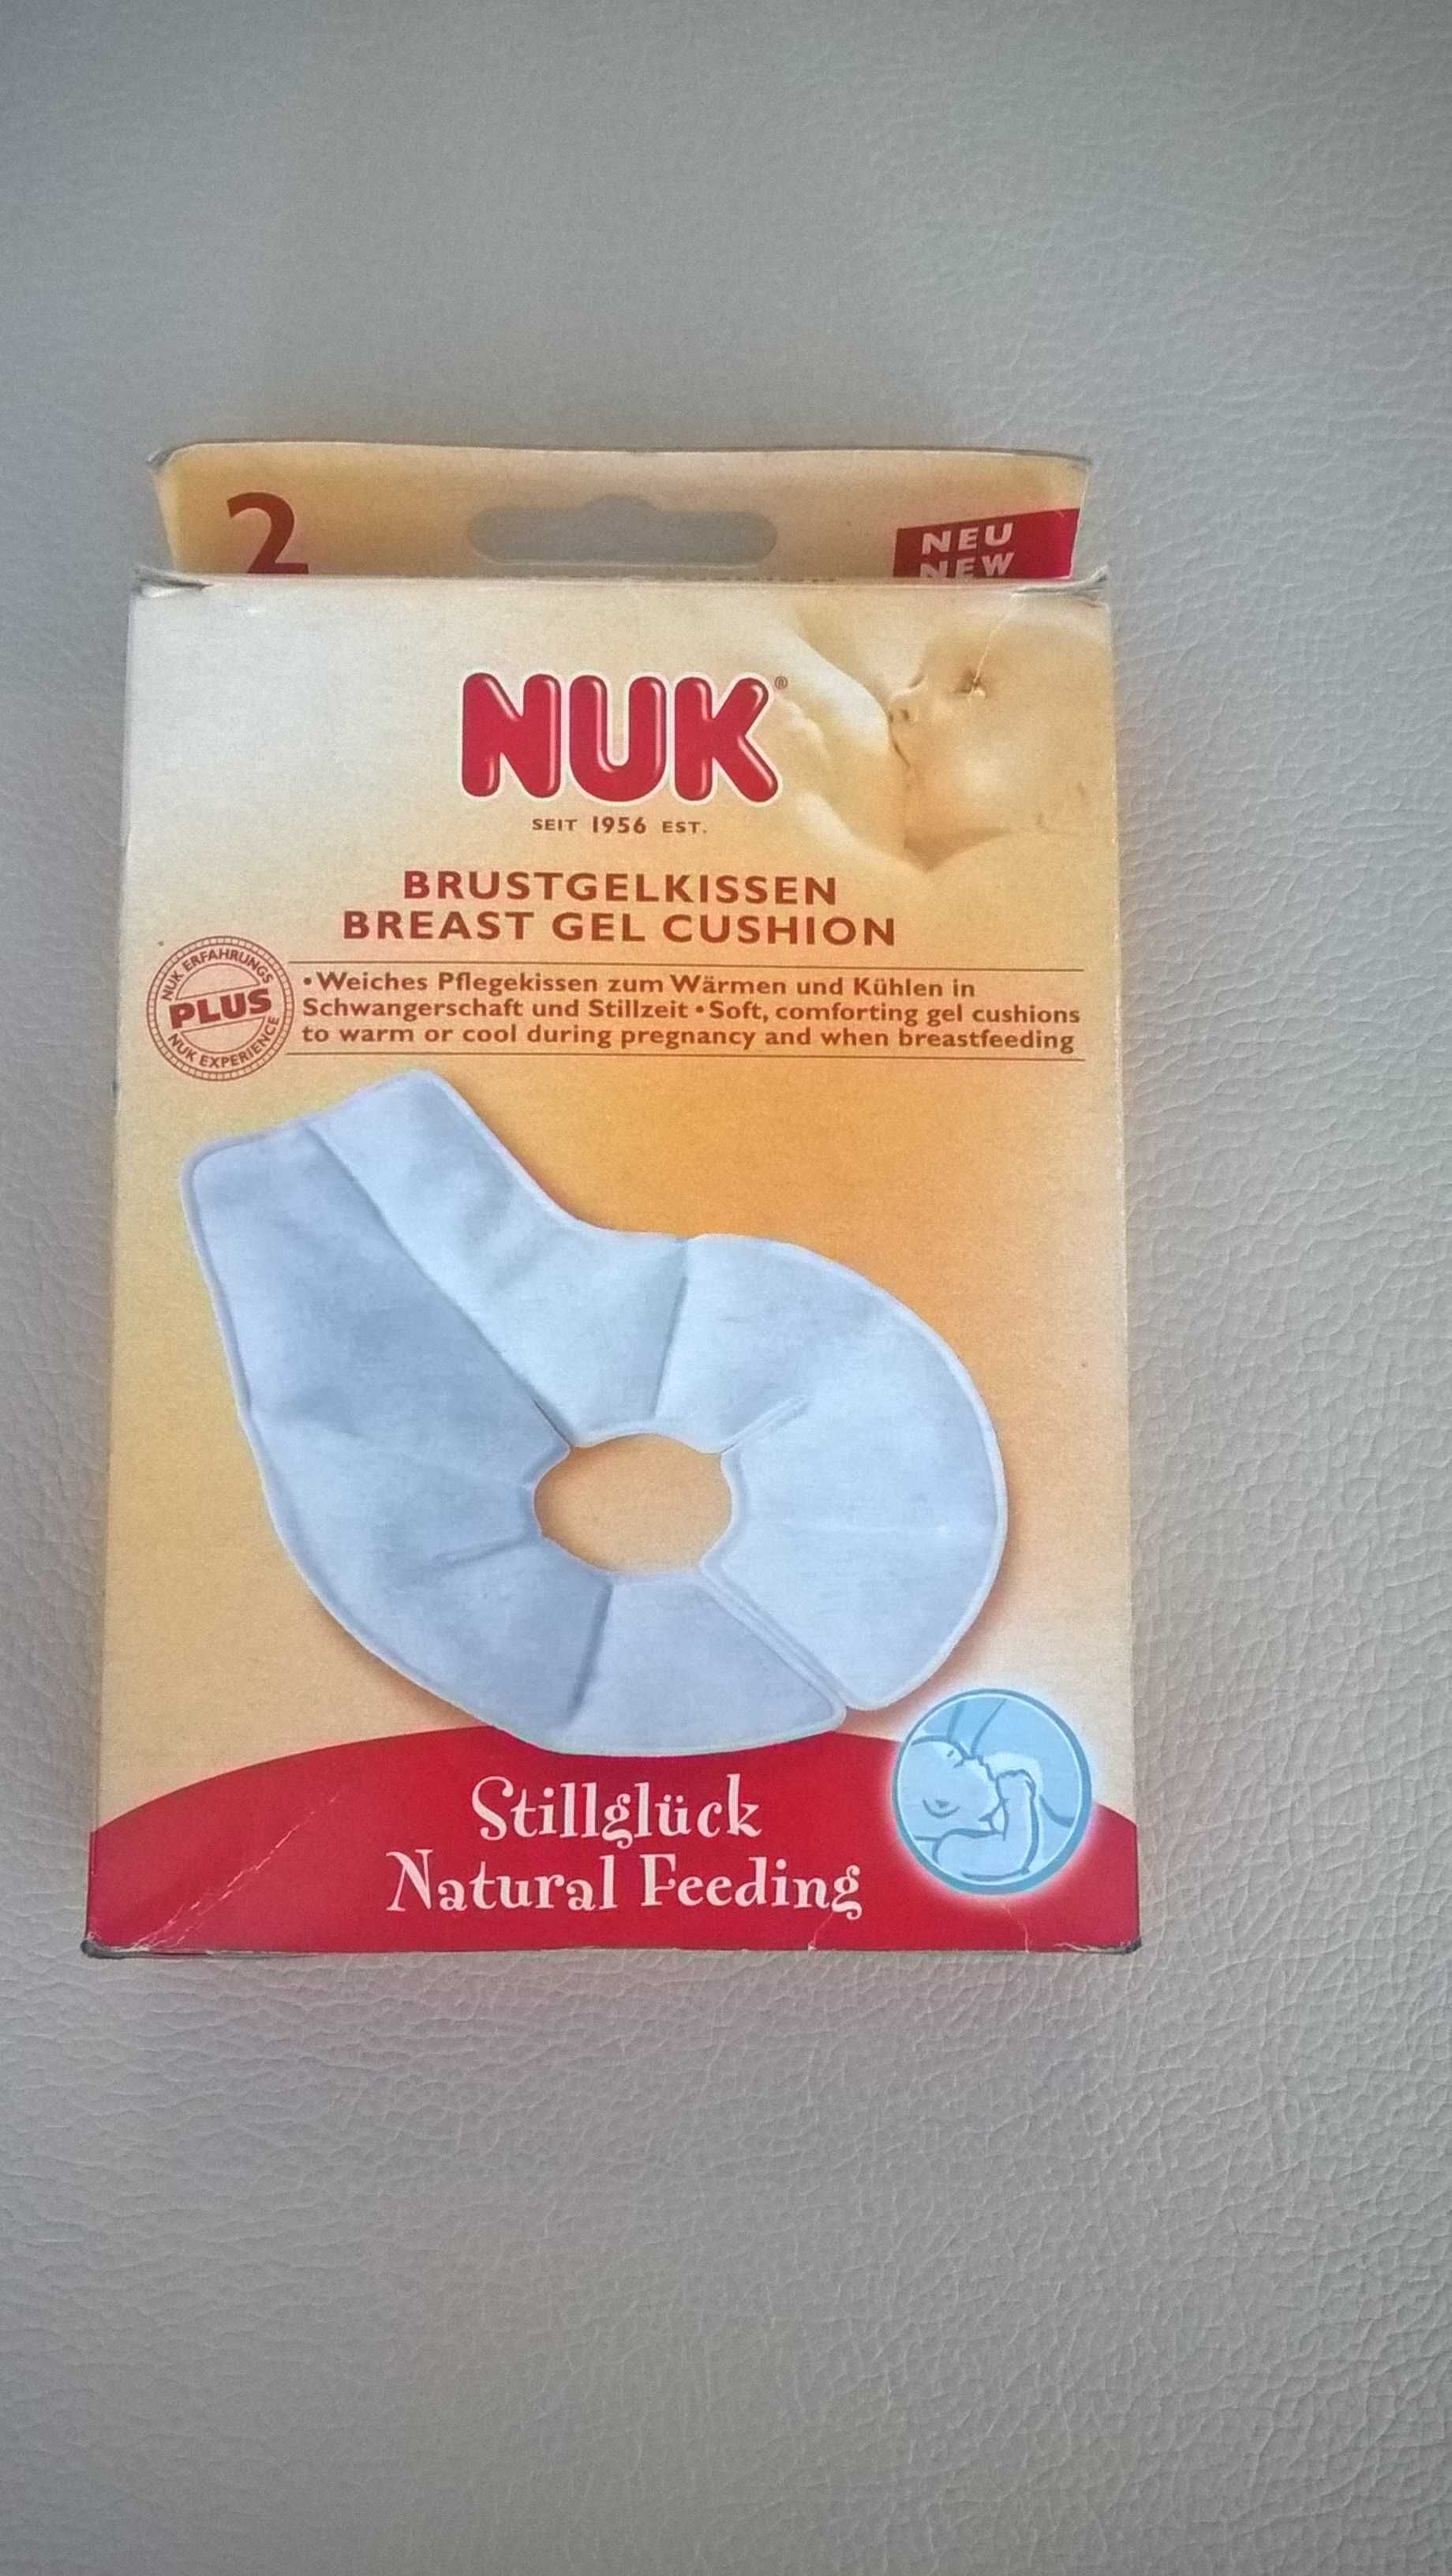 2
NEU
NEW
NUK®
SEIT 1956 EST.
BRUSTGELKISSEN
BREAST GEL CUSHION
NUK ERFAHRUNGS
PLUS
NUK EXPERIENCE
• Weiches Pflegekissen zum Wärmen und Kühlen in
Schwangerschaft und Stillzeit • Soft, comforting gel cushions
to warm or cool during pregnancy and when breastfeeding
Stillglück
Natural Feeding